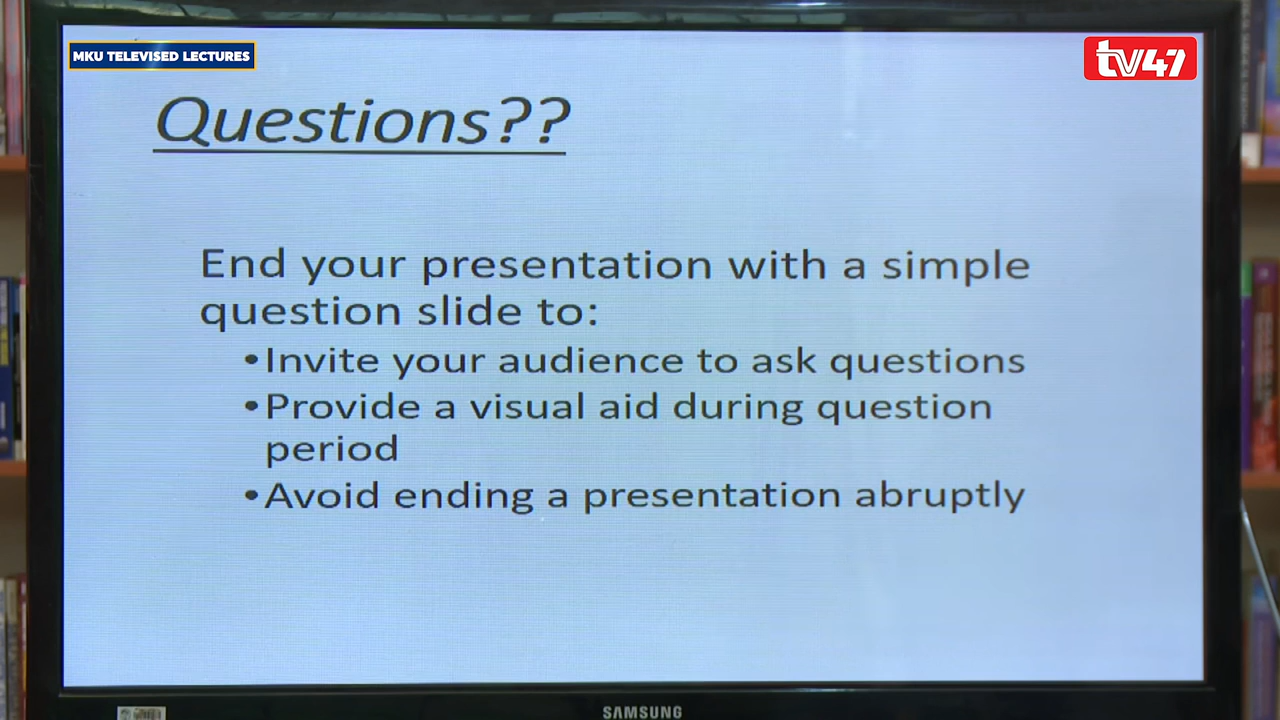 MKU TELEVISED LECTURES
tv47
Questions??
End your presentation with a simple
question slide to:
•Invite your audience to ask questions
•Provide a visual aid during question
period
•Avoid ending a presentation abruptly
SAMSUNG